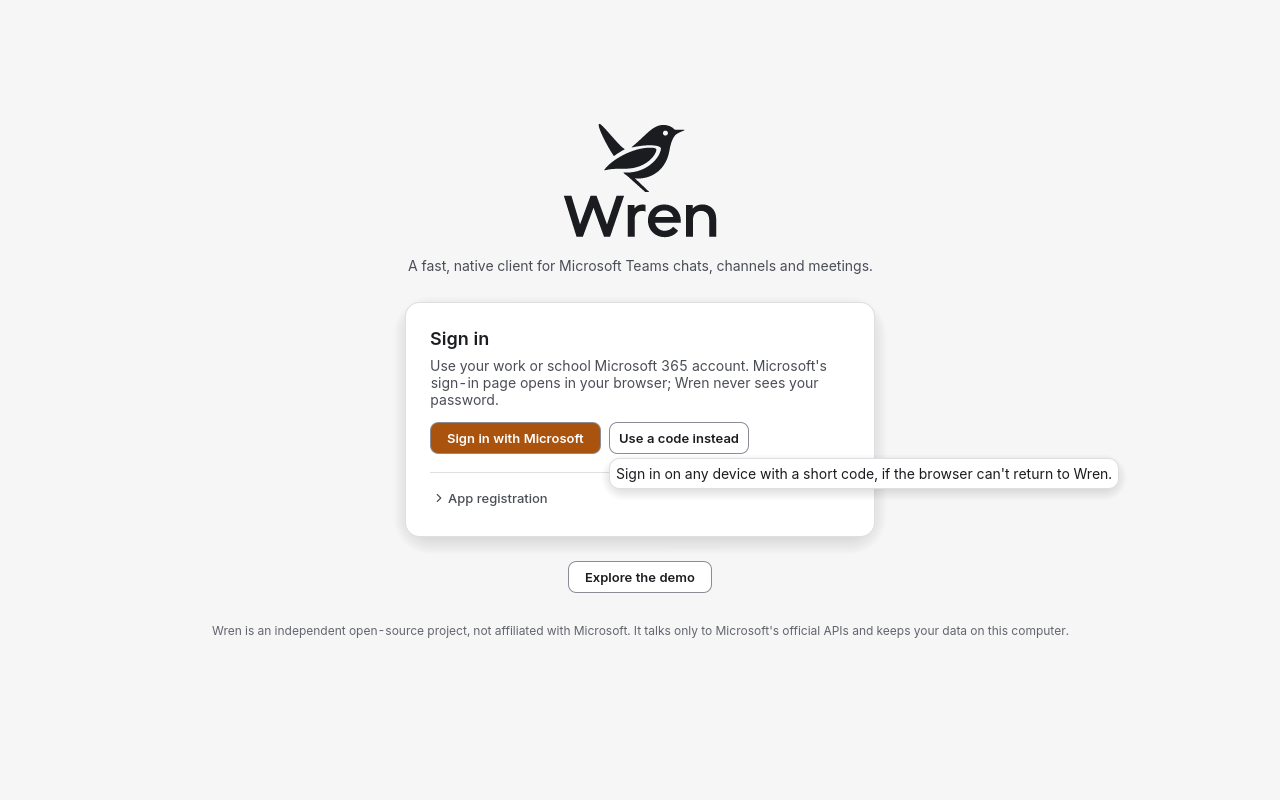 Wren
A fast, native client for Microsoft Teams chats, channels and meetings.
Sign in
Use your work or school Microsoft 365 account. Microsoft's
sign-in page opens in your browser; Wren never sees your
password.
Sign in with Microsoft
Use a code instead
Sign in on any device with a short code, if the browser can't return to Wren.
App registration
Explore the demo
Wren is an independent open-source project, not affiliated with Microsoft. It talks only to Microsoft's official APIs and keeps your data on this computer.